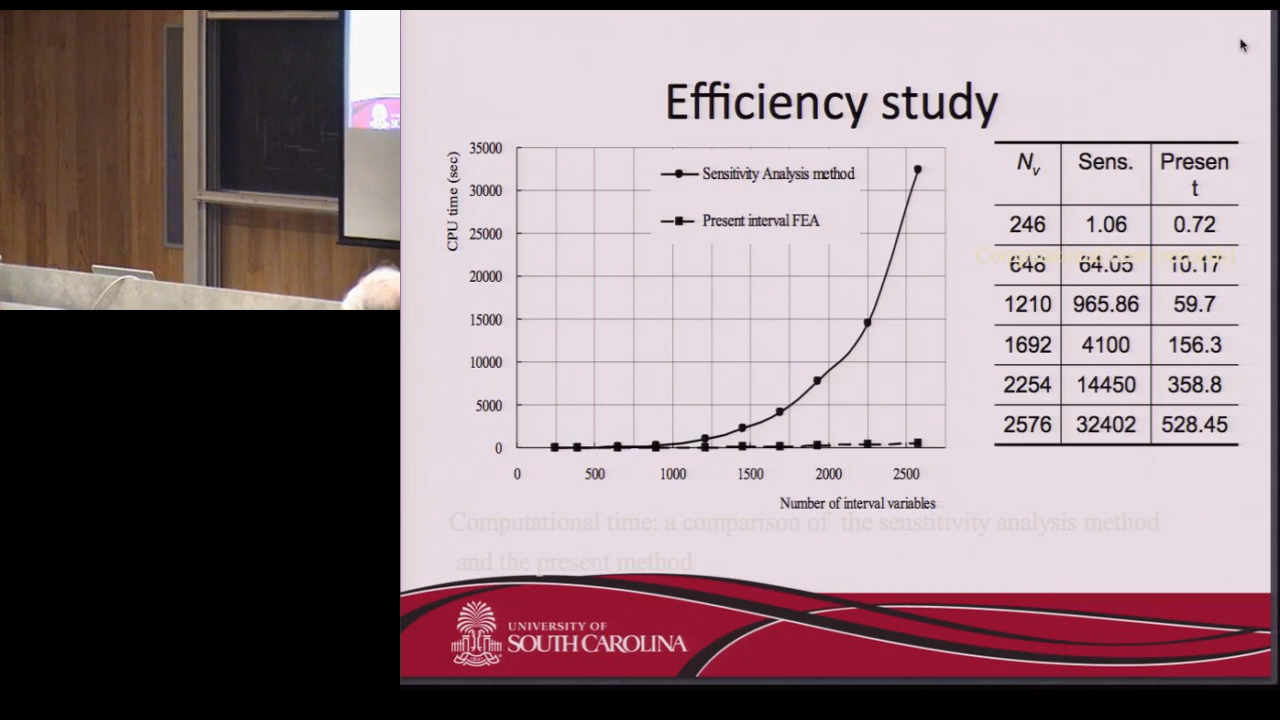 Efficiency study
CPU time (sec)
35000
30000
25000
20000
15000
10000
5000
0
Sensitivity Analysis method
Present interval FEA
0 500 1000 1500 2000 2500
Number of interval variables
Nv Sens. Presen
t
246 1.06 0.72
648 64.05 10.17
1210 965.86 59.7
1692 4100 156.3
2254 14450 358.8
2576 32402 528.45
Computational time: a comparison of the senstitivity analysis method
and the present method
UNIVERSITY OF
SOUTH CAROLINA